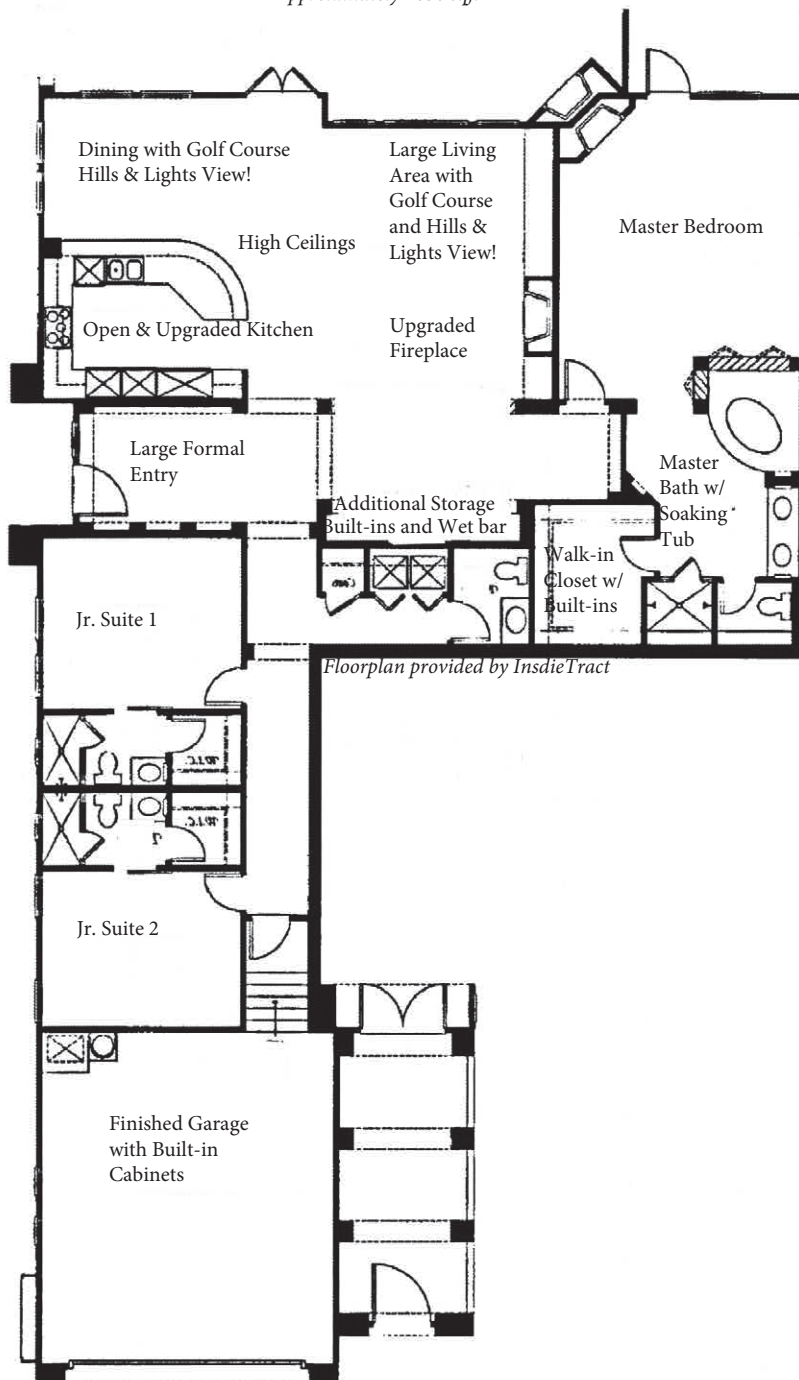 Dining with Golf Course
Hills & Lights View!
Large Living
Area with
Golf Course
and Hills &
Lights View!
High Ceilings
Master Bedroom
Open & Upgraded Kitchen
Upgraded
Fireplace
Large Formal
Entry
Master
Bath w/
Soaking
Tub
Additional Storage
Built-ins and Wet bar
Walk-in
Closet w/
Built-ins
Jr. Suite 1
Floorplan provided by InsdieTract
W.I.C.
W.I.C.
Jr. Suite 2
Finished Garage
with Built-in
Cabinets